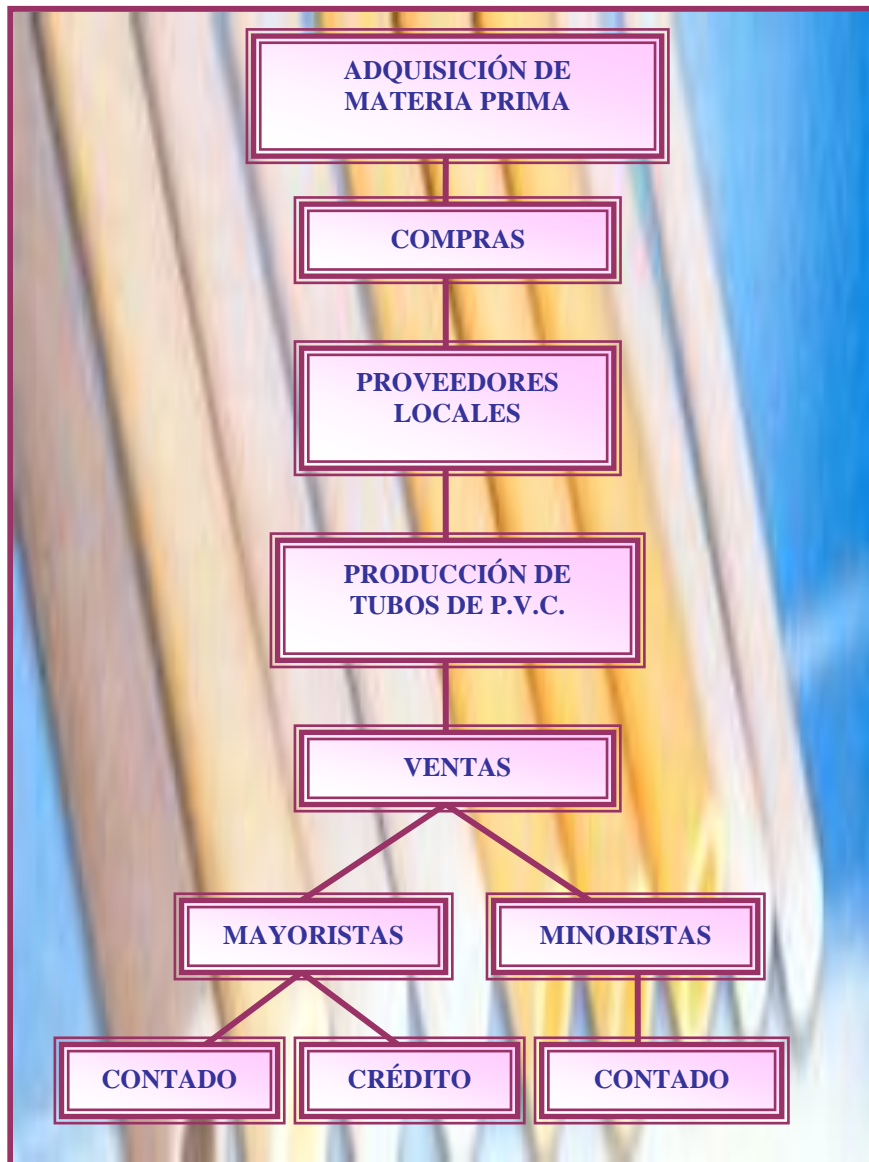 ADQUISICIÓN DE
MATERIA PRIMA
COMPRAS
PROVEEDORES
LOCALES
PRODUCCIÓN DE
TUBOS DE P.V.C.
VENTAS
MAYORISTAS
MINORISTAS
CONTADO
CRÉDITO
CONTADO